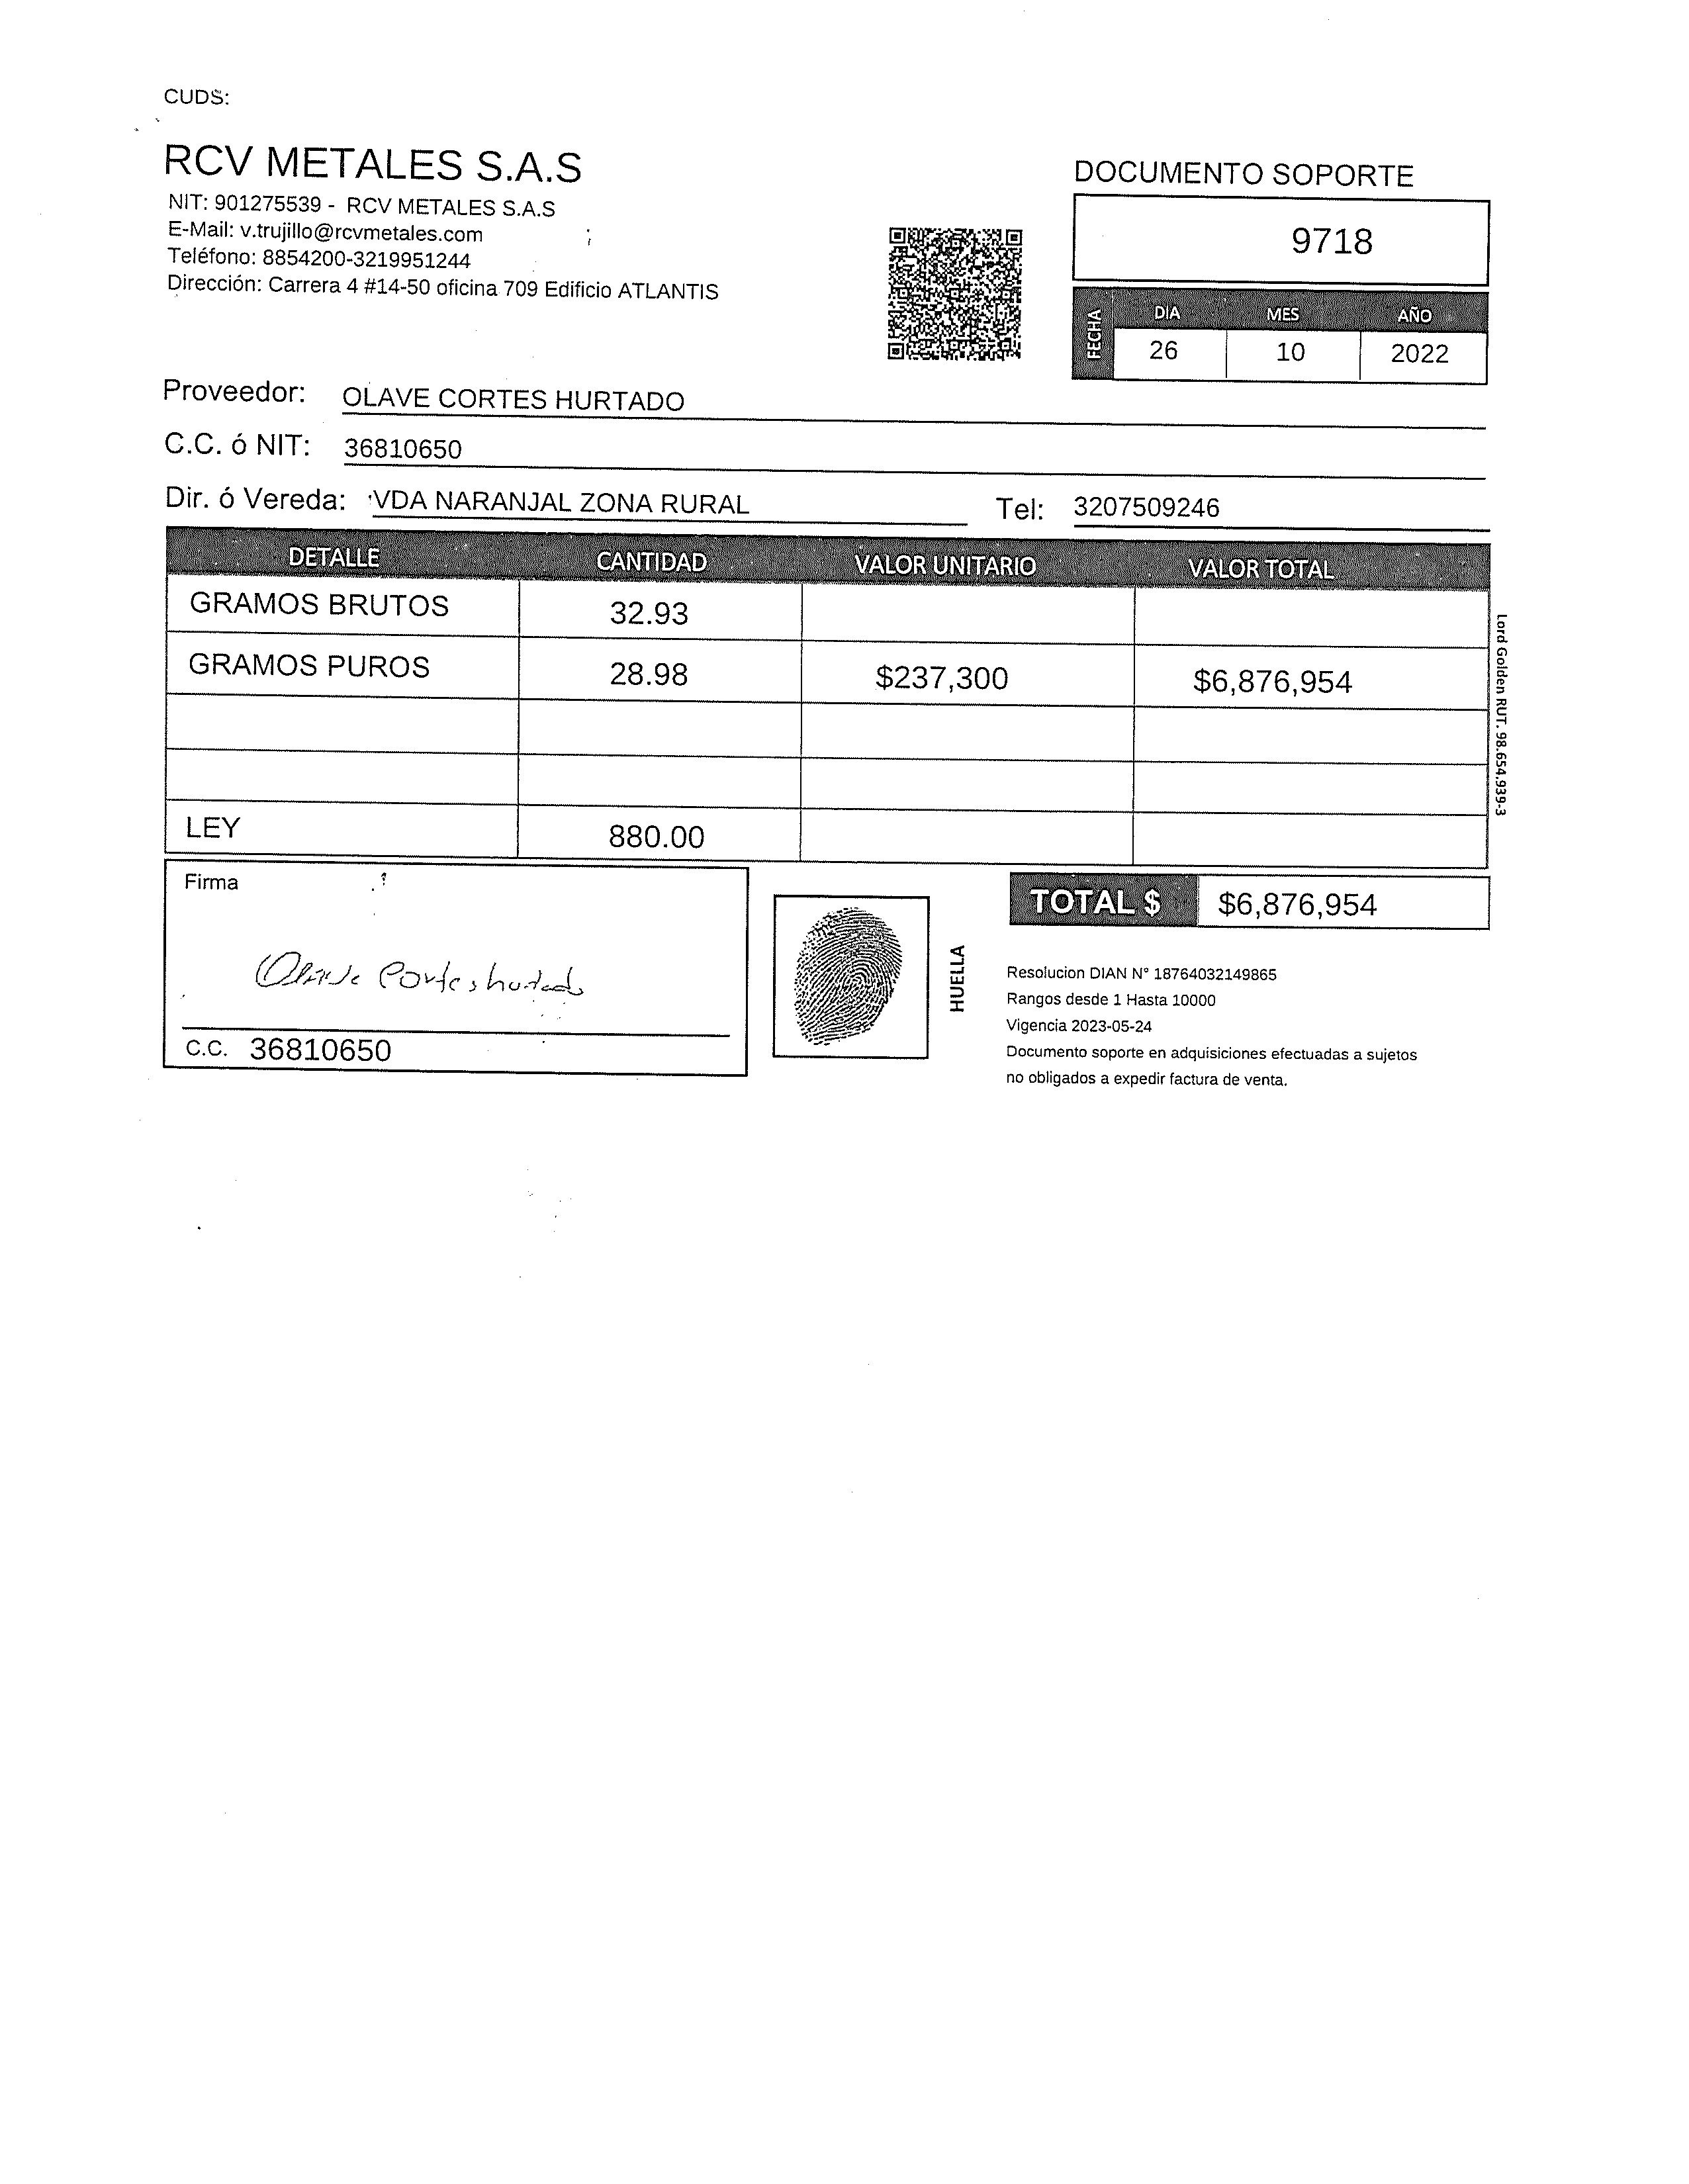 CUDS:
RCV METALES S.A.S
NIT: 901275539 - RCV METALES S.A.S
E-Mail: v.trujillo@rcvmetales.com
Teléfono: 8854200-3219951244
Dirección: Carrera 4 #14-50 oficina 709 Edificio ATLANTIS
DOCUMENTO SOPORTE
9718
FECHA
DIA MES AÑO
26 10 2022
Proveedor: OLAVE CORTES HURTADO
C.C. ó NIT: 36810650
Dir. ó Vereda: VDA NARANJAL ZONA RURAL Tel: 3207509246
DETALLE CANTIDAD VALOR UNITARIO VALOR TOTAL
GRAMOS BRUTOS 32.93
GRAMOS PUROS 28.98 $237,300 $6,876,954
LEY 880.00
Lord Golden RUT. 98.654.939-3
Firma
Olave Cortes hurtado
C.C. 36810650
HUELLA
TOTAL $ $6,876,954
Resolucion DIAN N° 18764032149865
Rangos desde 1 Hasta 10000
Vigencia 2023-05-24
Documento soporte en adquisiciones efectuadas a sujetos
no obligados a expedir factura de venta.